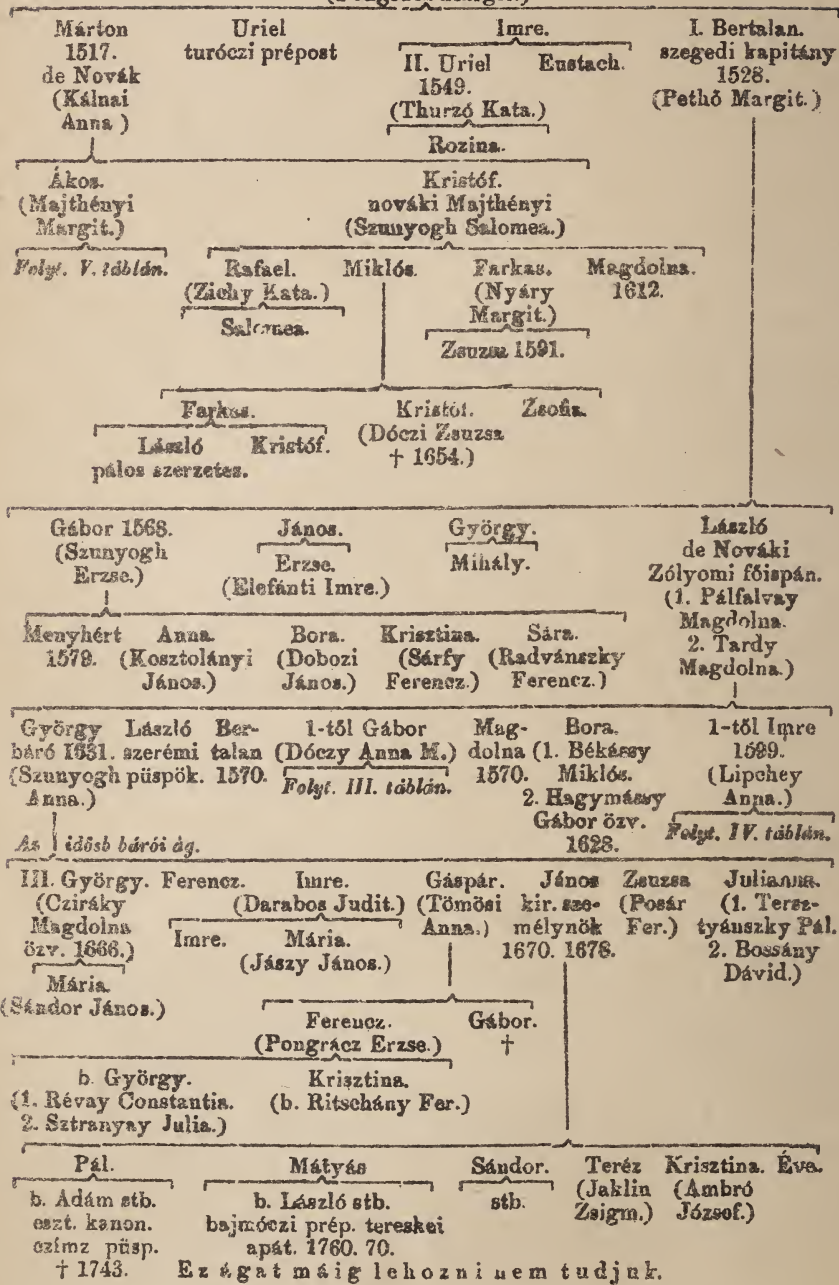 Márton Uriel Imre. I. Bertalan.
1517. turóczi prépost II. Uriel Eustach. szegedi kapitány
de Novák 1549. 1528.
(Kálnai (Thurzó Kata.) (Pethő Margit.)
Anna )
Rozina.
Ákos. Kristóf.
(Majthényi nováki Majthényi
Margit.) (Szunyogh Salomea.)
Folyt. V. táblán. Rafael. Miklós. Farkas. Magdolna.
(Zichy Kata.) (Nyáry 1612.
Margit.)
Salomea.
Zsuzsa 1591.
Farkas. Kristóf. Zsofia.
László Kristóf. (Dóczi Zsuzsa
pálos szerzetes. † 1654.)
Gábor 1568. János. György. László
(Szunyogh Erzse. Mihály. de Nováki
Erzse.) (Elefánti Imre.) Zólyomi főispán.
(1. Pálfalvay
Magdolna.
2. Tardy
Magdolna.)
Menyhért Anna. Bora. Krisztina. Sára.
1579. (Kosztolányi (Dobozi (Sárfy (Radvánszky
János.) János.) Ferencz.) Ferencz.)
György László Ber- 1-től Gábor Mag- Bora. 1-től Imre
báró 1631. szerémi talan (Dóczy Anna M.) dolna (1. Békássy 1599.
(Szunyogh püspök. 1570. Folyt. III. táblán. 1570. Miklós. (Lipchey
Anna.) 2. Hagymássy Anna.)
Gábor özv. Folyt. IV. táblán.
Az idősb bárói ág. 1628.
III. György. Ferencz. Imre. Gáspár. János Zsuzsa Julianna.
(Cziráky (Darabos Judit.) (Tömösi kir. sze- (Posár (1. Tersz-
Magdolna Imre. Mária. Anna.) mélynök Fer.) tyánszky Pál.
özv. 1666.) (Jászy János.) 1670. 1678. 2. Bossány
Mária. Dávid.)
(Sándor János.)
Ferencz. Gábor.
(Pongrácz Erzse.) †
b. György. Krisztina.
(1. Révay Constantia. (b. Ritschány Fer.)
2. Sztranyay Julia.)
Pál. Mátyás Sándor. Teréz Krisztina. Éva.
b. Adám stb. b. László stb. stb. (Jaklin (Ambró
eszt. kanon. bajmóczi prép. tereskei Zsigm.) József.)
czímz püsp. apát. 1760. 70.
† 1743. Ez ágat máig lehozni nem tudjuk.